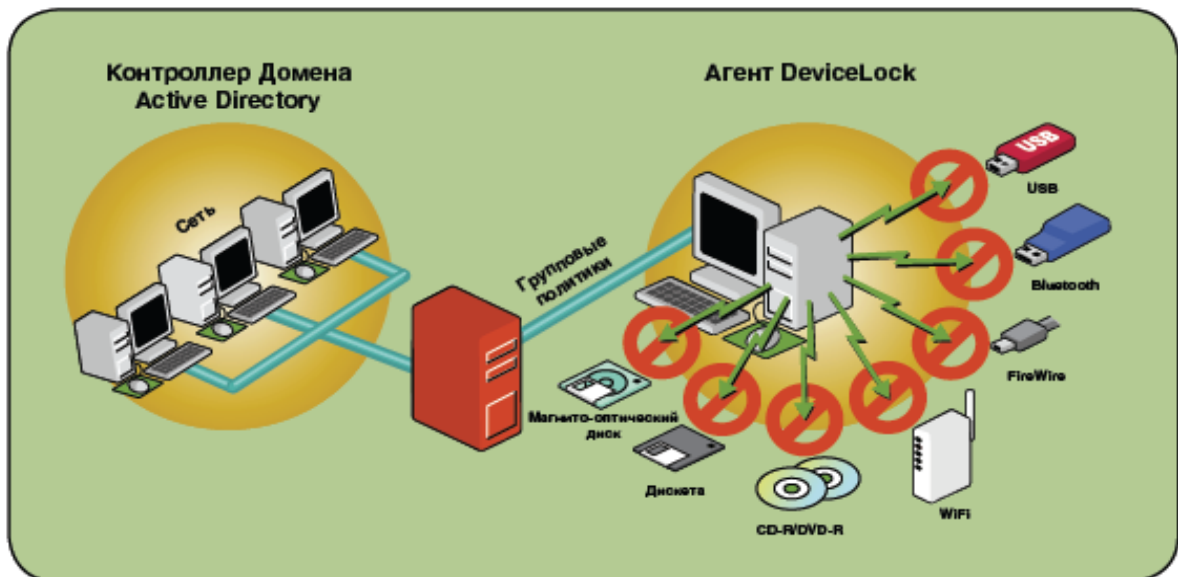 Контроллер Домена
Active Directory
Агент DeviceLock
Сеть
Групповые
политики
USB
USB
Bluetooth
FireWire
WiFi
CD-R/DVD-R
Дискета
Магнито-оптический
диск